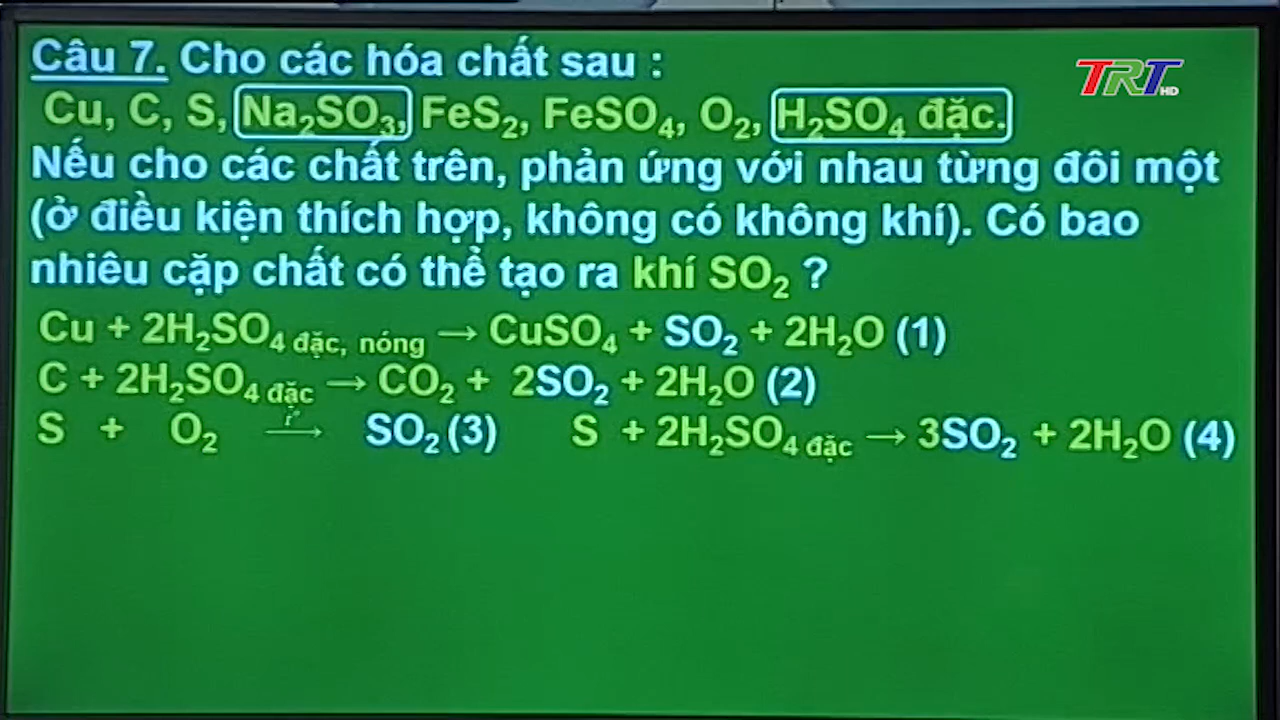 Câu 7. Cho các hóa chất sau :
TRT HD
Cu, C, S, Na₂SO₃, FeS₂, FeSO₄, O₂, H₂SO₄ đặc.
Nếu cho các chất trên, phản ứng với nhau từng đôi một
(ở điều kiện thích hợp, không có không khí). Có bao
nhiêu cặp chất có thể tạo ra khí SO₂ ?
Cu + 2H₂SO₄ đặc, nóng → CuSO₄ + SO₂ + 2H₂O (1)
C + 2H₂SO₄ đặc → CO₂ + 2SO₂ + 2H₂O (2)
S + O₂ → t° SO₂ (3) S + 2H₂SO₄ đặc → 3SO₂ + 2H₂O (4)